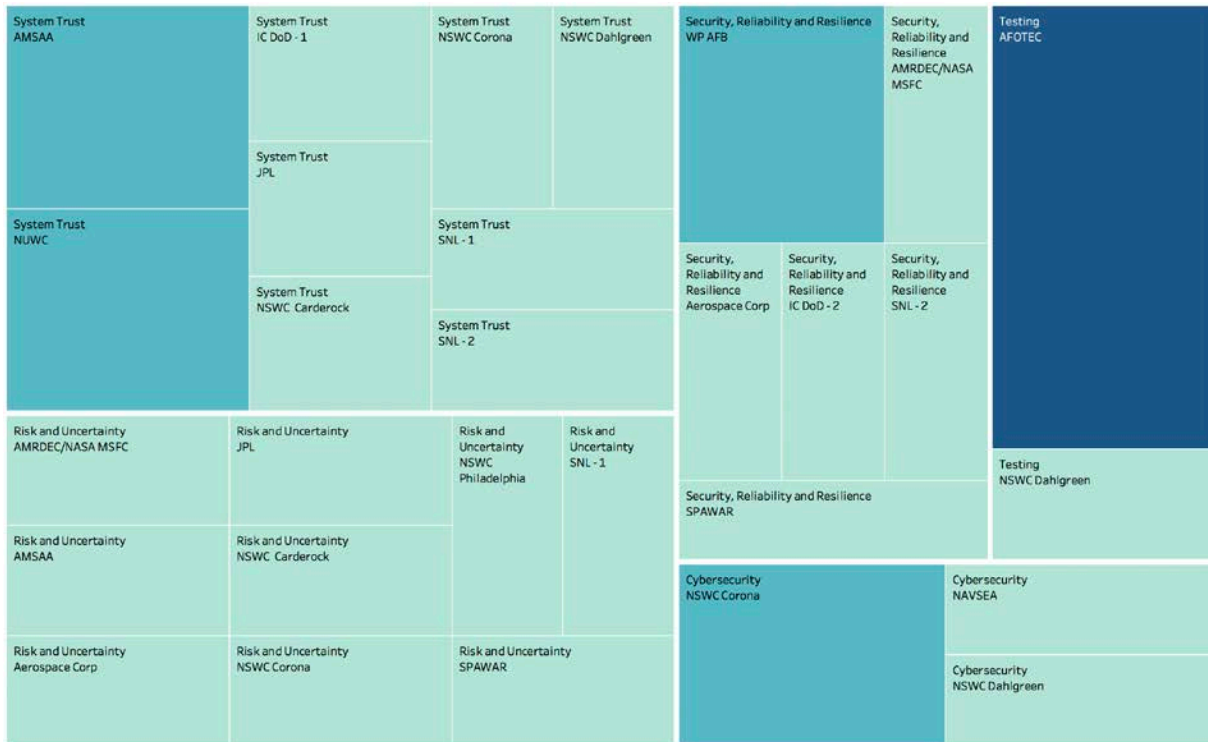 System Trust
AMSAA
System Trust
IC DoD - 1
System Trust
NSWC Corona
System Trust
NSWC Dahlgreen
System Trust
JPL
System Trust
NUWC
System Trust
SNL - 1
System Trust
NSWC Carderock
System Trust
SNL - 2
Risk and Uncertainty
AMRDEC/NASA MSFC
Risk and Uncertainty
JPL
Risk and
Uncertainty
NSWC
Philadelphia
Risk and
Uncertainty
SNL - 1
Risk and Uncertainty
AMSAA
Risk and Uncertainty
NSWC Carderock
Risk and Uncertainty
Aerospace Corp
Risk and Uncertainty
NSWC Corona
Risk and Uncertainty
SPAWAR
Security, Reliability and Resilience
WP AFB
Security,
Reliability and
Resilience
AMRDEC/NASA
MSFC
Security,
Reliability and
Resilience
Aerospace Corp
Security,
Reliability and
Resilience
IC DoD - 2
Security,
Reliability and
Resilience
SNL - 2
Security, Reliability and Resilience
SPAWAR
Testing
AFOTEC
Testing
NSWC Dahlgreen
Cybersecurity
NSWC Corona
Cybersecurity
NAVSEA
Cybersecurity
NSWC Dahlgreen